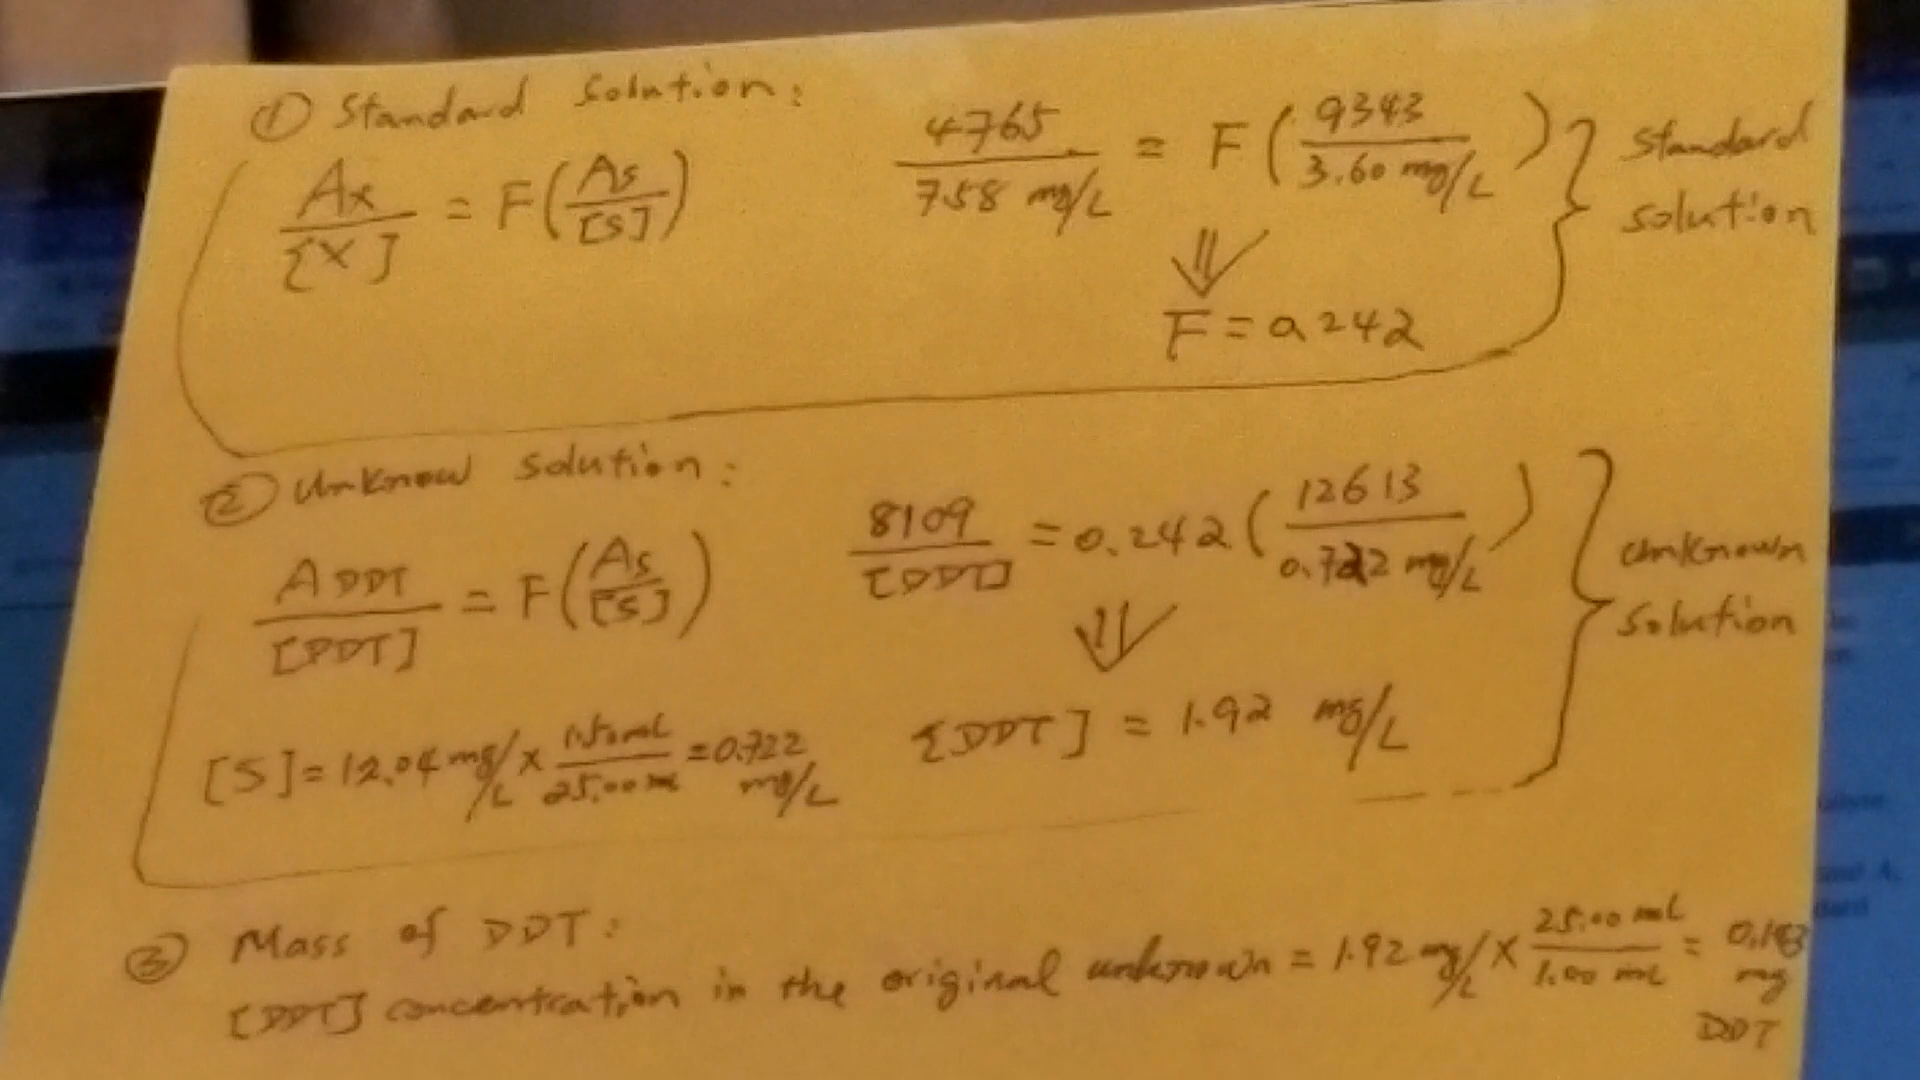 ① Standard solution:
Ax / [X] = F(As / [S])
4765 / 7.58 mg/L = F(9343 / 3.60 mg/L)
⇓
F = 0.242
Standard solution
② Unknow solution:
A DDT / [DDT] = F(As / [S])
8109 / [DDT] = 0.242(12613 / 0.722 mg/L)
⇓
[S] = 12.04 mg/L × 1.50 mL / 25.00 mL = 0.722 mg/L
[DDT] = 1.92 mg/L
Unknown solution
③ Mass of DDT:
[DDT] concentration in the original unknown = 1.92 mg/L × 25.00 mL / 1.00 mL = mg DDT